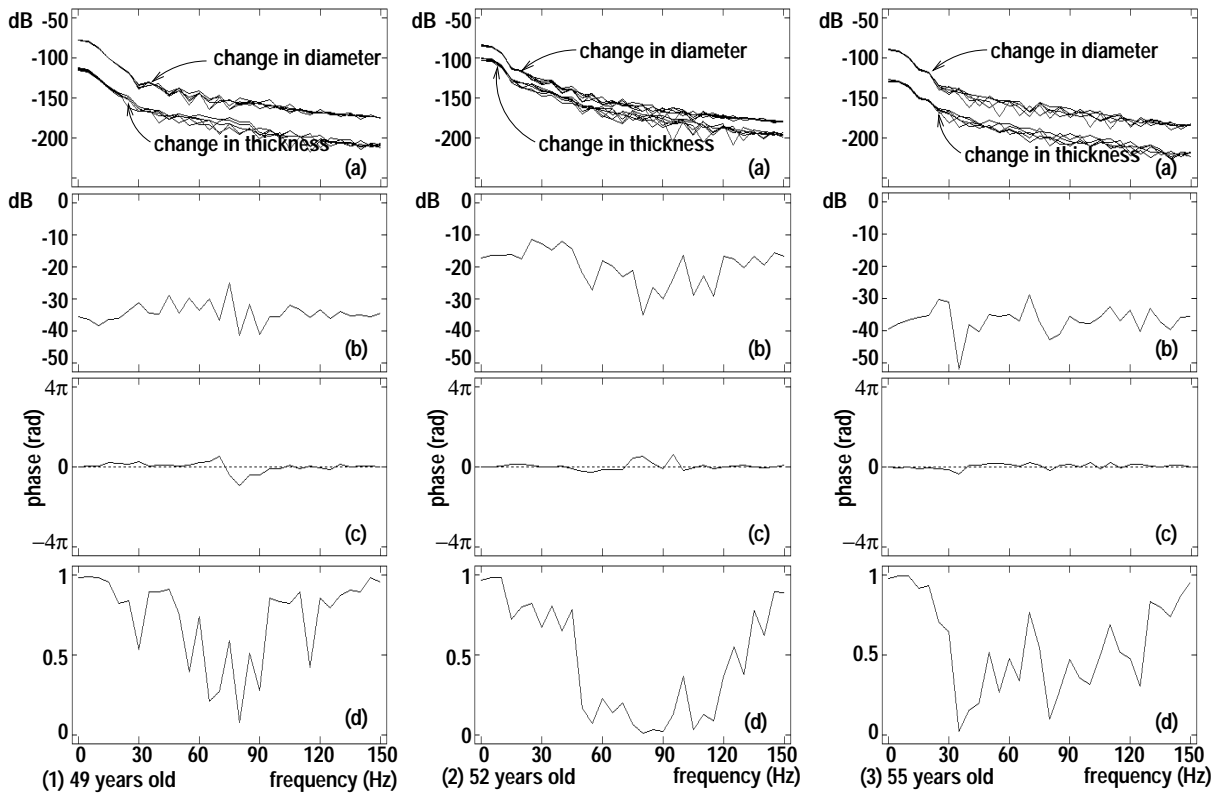 dB -50
-100
-150
-200
change in diameter
change in thickness
(a)
dB 0
-10
-20
-30
-40
-50
(b)
4π
0
−4π
phase (rad)
(c)
1
0.5
0
(d)
0 30 60 90 120 150
(1) 49 years old frequency (Hz)
dB -50
-100
-150
-200
change in diameter
change in thickness
(a)
dB 0
-10
-20
-30
-40
-50
(b)
4π
0
−4π
phase (rad)
(c)
1
0.5
0
(d)
0 30 60 90 120 150
(2) 52 years old frequency (Hz)
dB -50
-100
-150
-200
change in diameter
change in thickness
(a)
dB 0
-10
-20
-30
-40
-50
(b)
4π
0
−4π
phase (rad)
(c)
1
0.5
0
(d)
0 30 60 90 120 150
(3) 55 years old frequency (Hz)